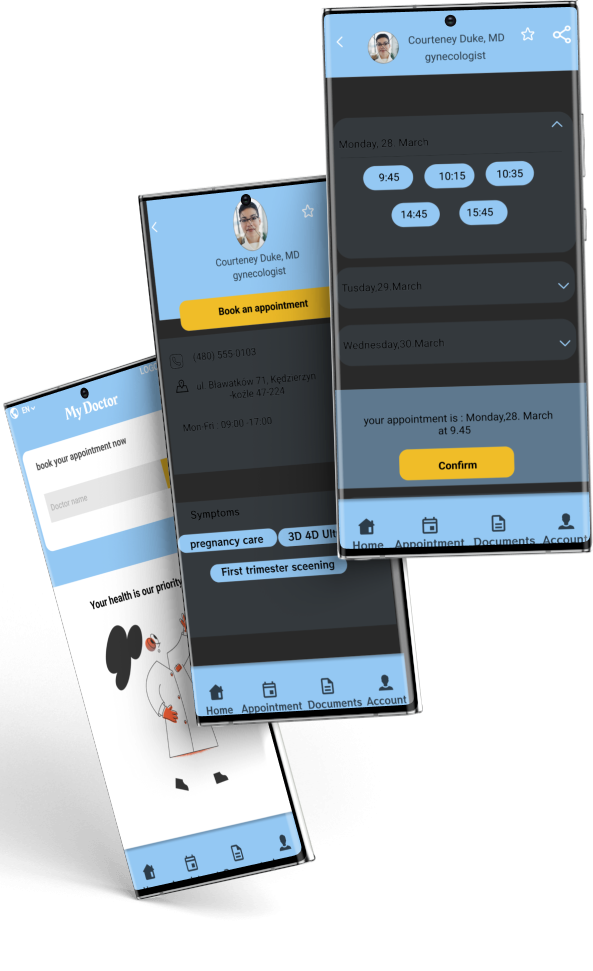 EN
My Doctor
book your appointment now
Doctor name
Your health is our priority
Courteney Duke, MD
gynecologist
Book an appointment
(480) 555-0103
ul. Bławatków 71, Kędzierzyn
-koźle 47-224
Mon-Fri : 09:00 -17:00
Symptoms
pregnancy care
3D 4D Ult
First trimester sceening
Home Appointment Documents Account
Courteney Duke, MD
gynecologist
Monday, 28. March
9:45 10:15 10:35
14:45 15:45
Tusday,29.March
Wednesday,30.March
your appointment is : Monday,28. March
at 9.45
Confirm
Home Appointment Documents Account